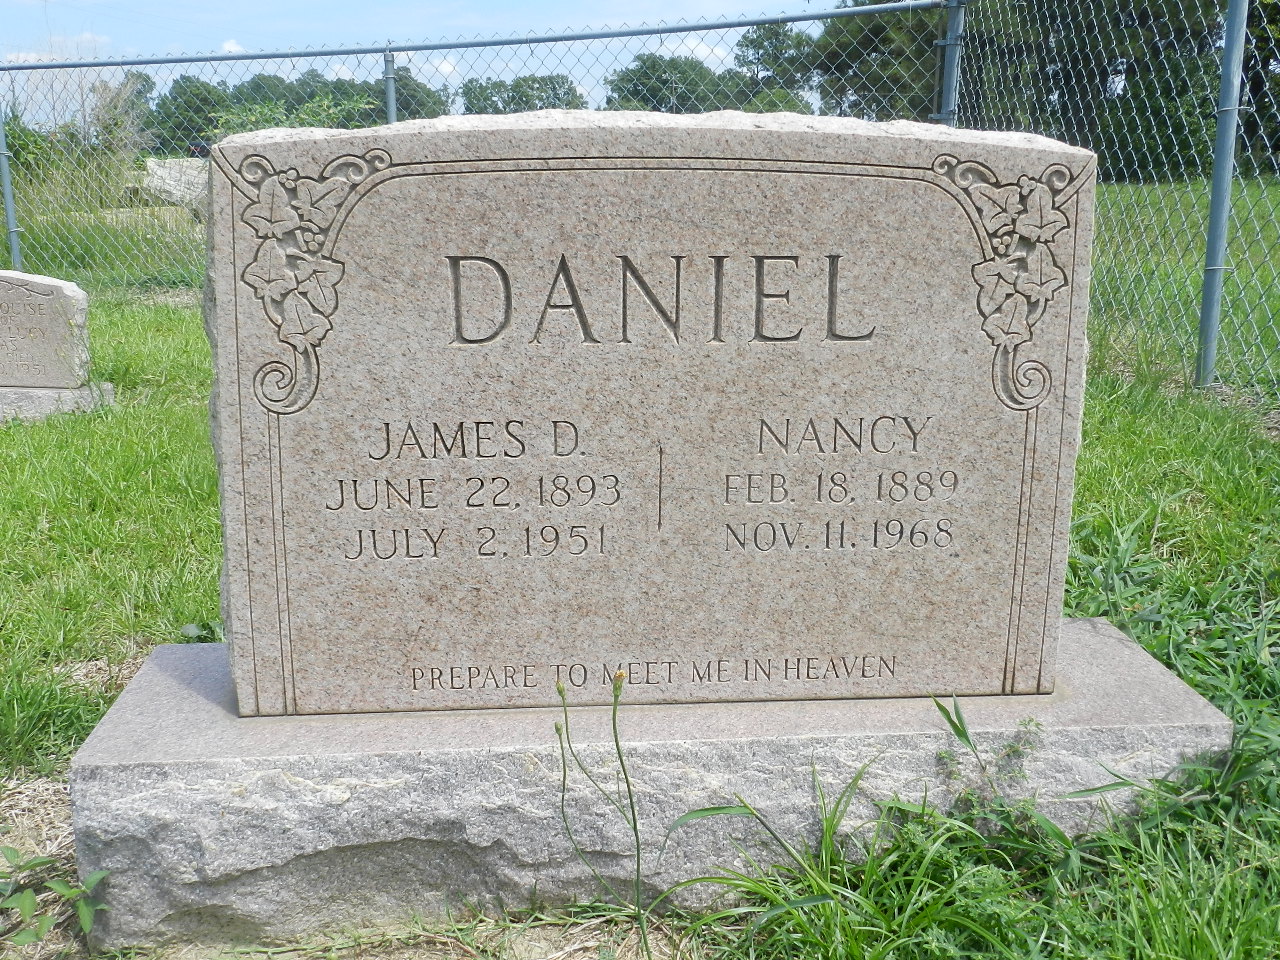 DANIEL
JAMES D.
JUNE 22, 1893
JULY 2, 1951
NANCY
FEB. 18, 1889
NOV. 11, 1968
PREPARE TO MEET ME IN HEAVEN
1951